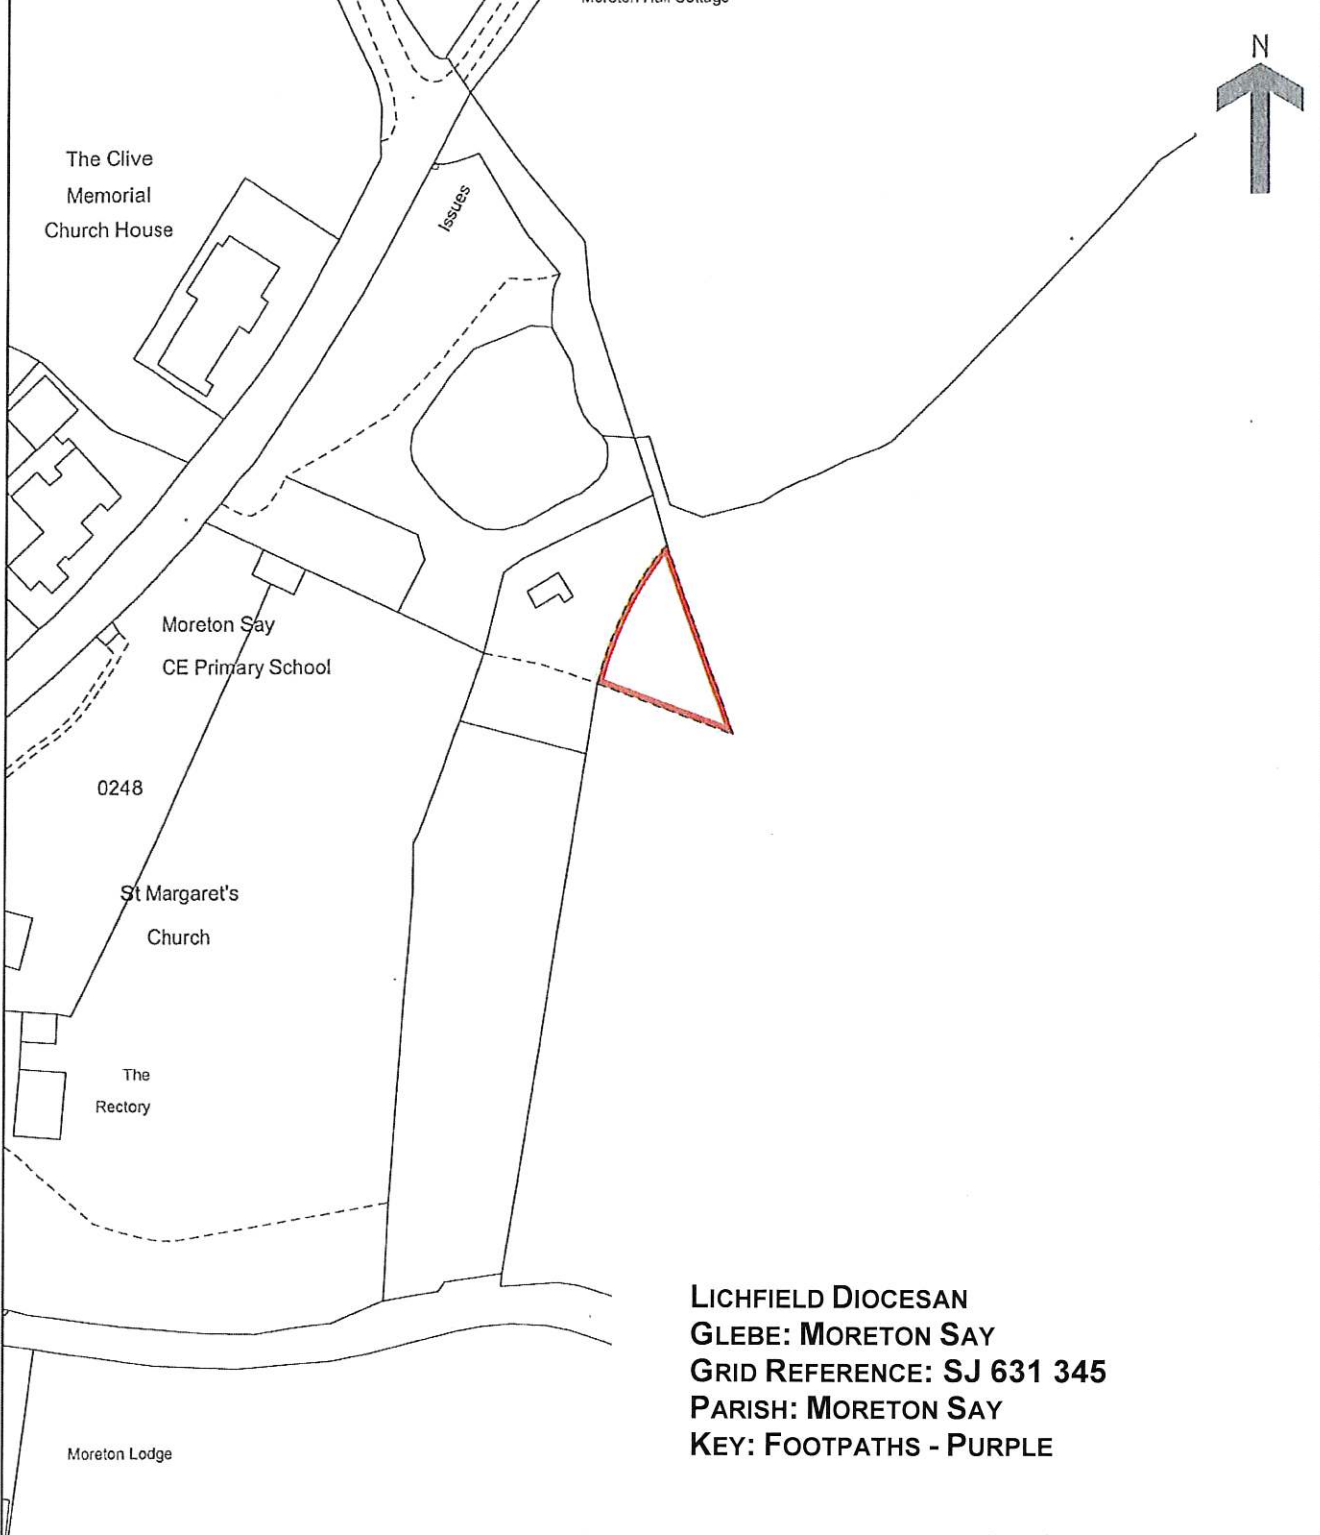 N
The Clive
Memorial
Church House
Issues
Moreton Say
CE Primary School
0248
St Margaret's
Church
The
Rectory
LICHFIELD DIOCESAN
GLEBE: MORETON SAY
GRID REFERENCE: SJ 631 345
PARISH: MORETON SAY
KEY: FOOTPATHS - PURPLE
Moreton Lodge